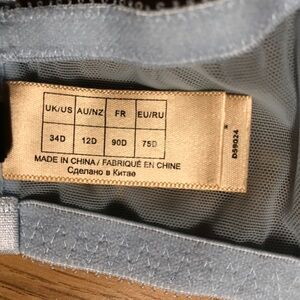 UK/US AU/NZ FR EU/RU
34D 12D 90D 75D
MADE IN CHINA / FABRIQUÉ EN CHINE
Сделано в Китае